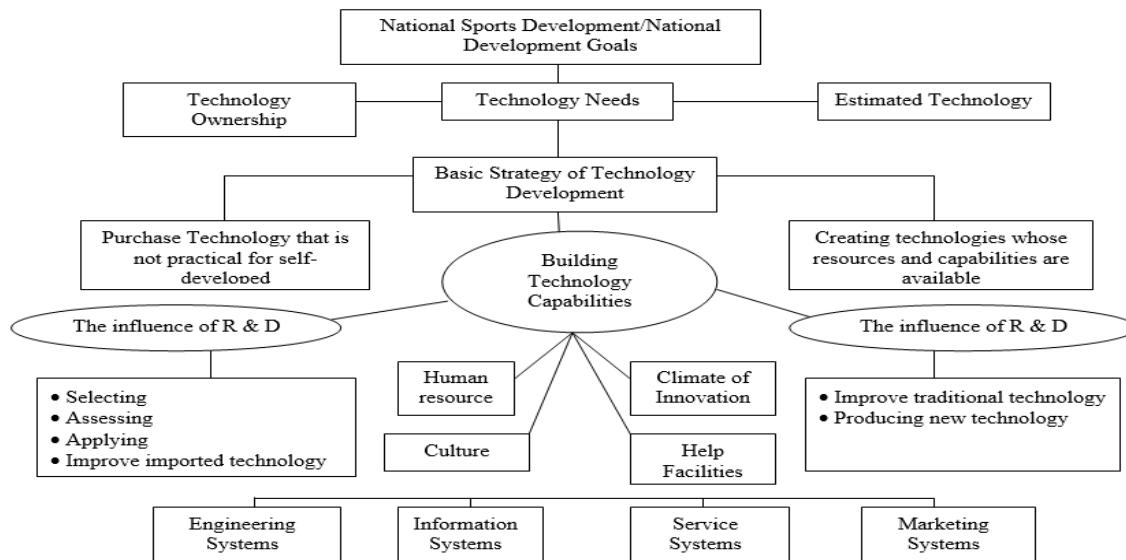 National Sports Development/National
Development Goals
Technology
Ownership
Technology Needs
Estimated Technology
Basic Strategy of Technology
Development
Purchase Technology that is
not practical for self-
developed
Building
Technology
Capabilities
Creating technologies whose
resources and capabilities are
available
The influence of R & D
The influence of R & D
• Selecting
• Assessing
• Applying
• Improve imported technology
Human
resource
Climate of
Innovation
• Improve traditional technology
• Producing new technology
Culture
Help
Facilities
Engineering
Systems
Information
Systems
Service
Systems
Marketing
Systems